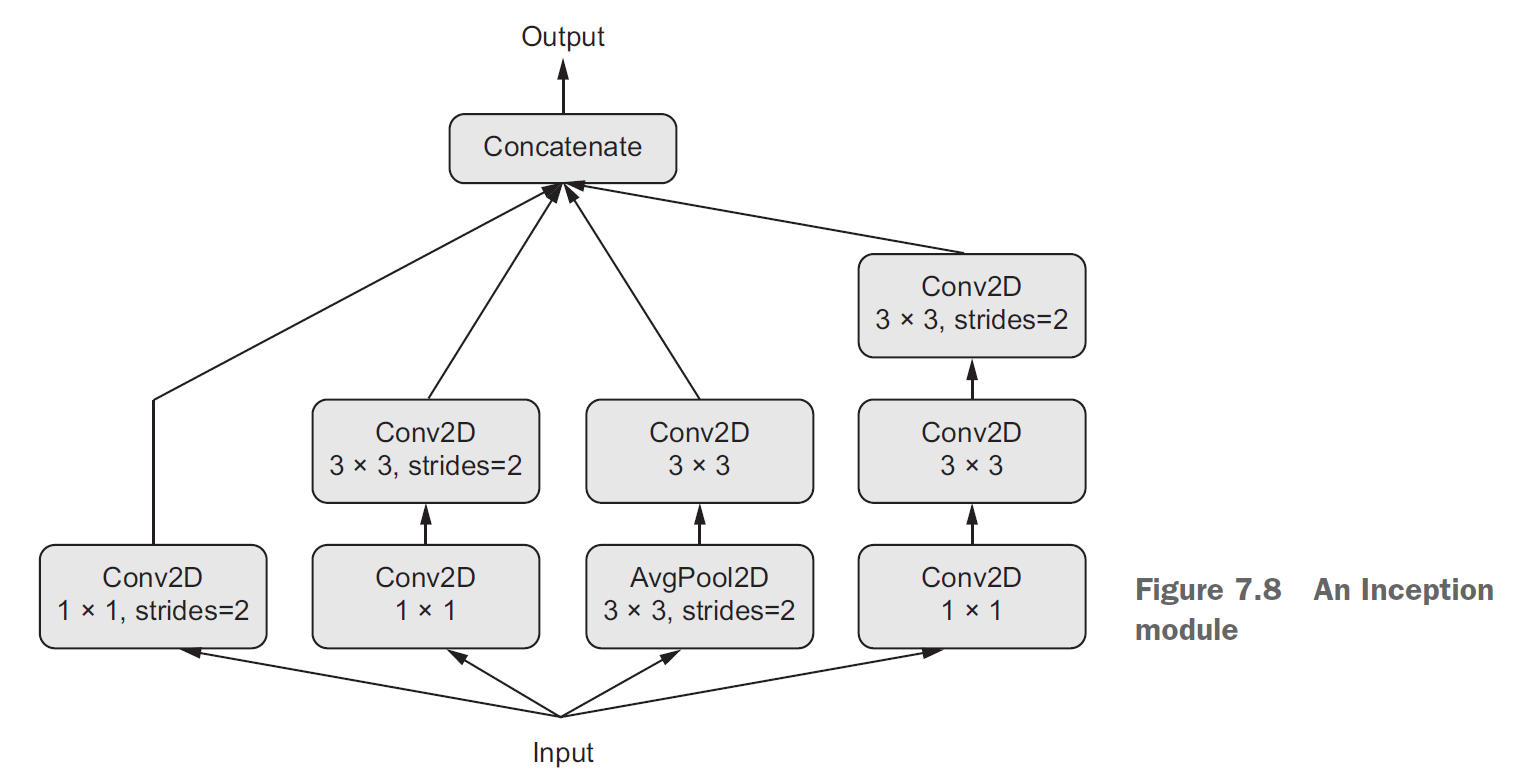 Output
Concatenate
Conv2D
3 × 3, strides=2
Conv2D
3 × 3, strides=2
Conv2D
3 × 3
Conv2D
3 × 3
Conv2D
1 × 1, strides=2
Conv2D
1 × 1
AvgPool2D
3 × 3, strides=2
Conv2D
1 × 1
Input
Figure 7.8 An Inception
module